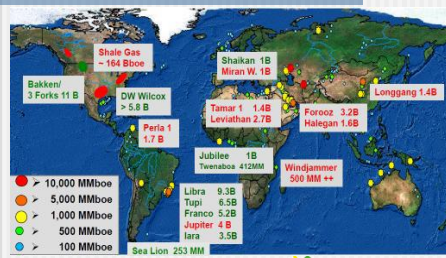 Shale Gas
~ 164 Bboe
Bakken/
3 Forks 11 B
DW Wilcox
> 5.8 B
Perla 1
1.7 B
Shaikan 1B
Miran W. 1B
Tamar 1 1.4B
Leviathan 2.7B
Forooz 3.2B
Halegan 1.6B
Longgang 1.4B
Jubilee 1B
Twenaboa 412MM
Windjammer
500 MM ++
Libra 9.3B
Tupi 6.5B
Franco 5.2B
Jupiter 4 B
Iara 3.5B
Sea Lion 253 MM
➢ 10,000 MMboe
➢ 5,000 MMboe
➢ 1,000 MMboe
➢ 500 MMboe
➢ 100 MMboe